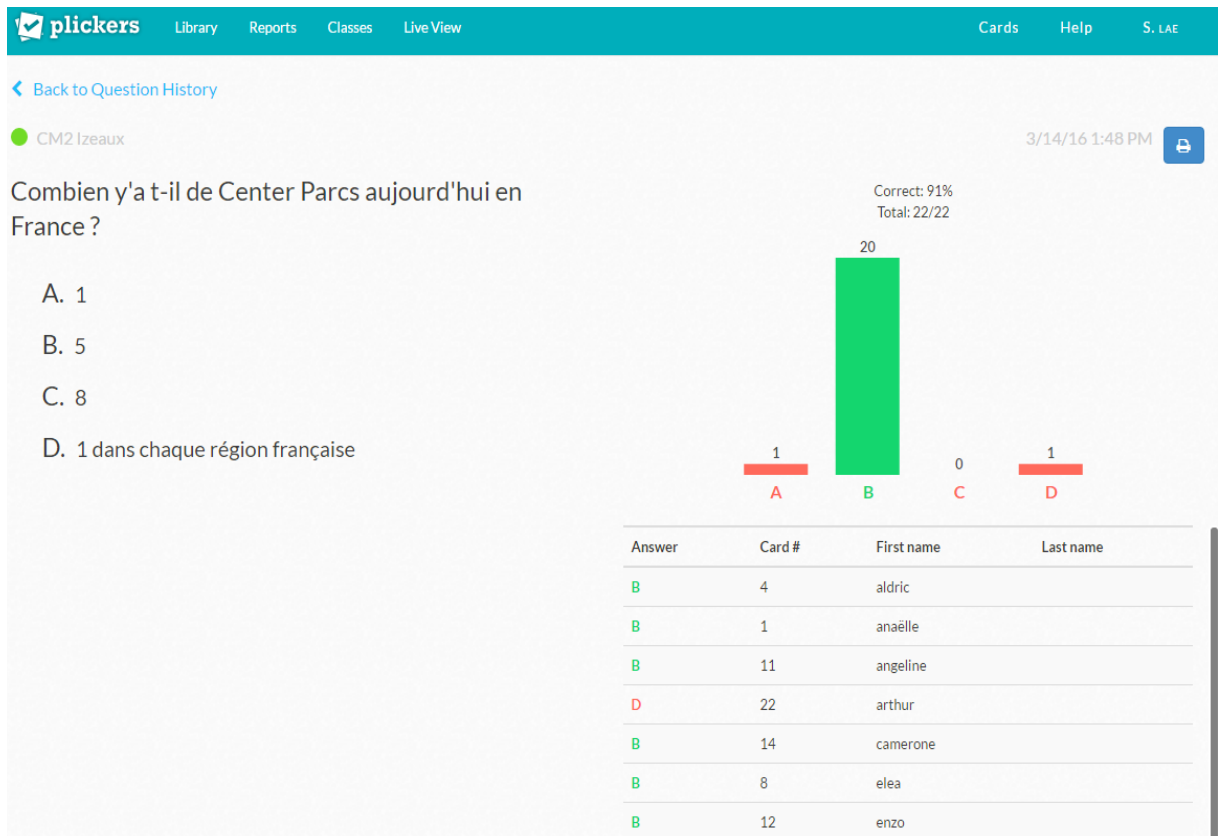 plickers Library Reports Classes Live View Cards Help S. LAE
Back to Question History
CM2 Izeaux
3/14/16 1:48 PM
Combien y'a t-il de Center Parcs aujourd'hui en
France ?
A. 1
B. 5
C. 8
D. 1 dans chaque région française
Correct: 91%
Total: 22/22
20
1 0 1
A B C D
Answer Card # First name Last name
B 4 aldric
B 1 anaëlle
B 11 angeline
D 22 arthur
B 14 camerone
B 8 elea
B 12 enzo